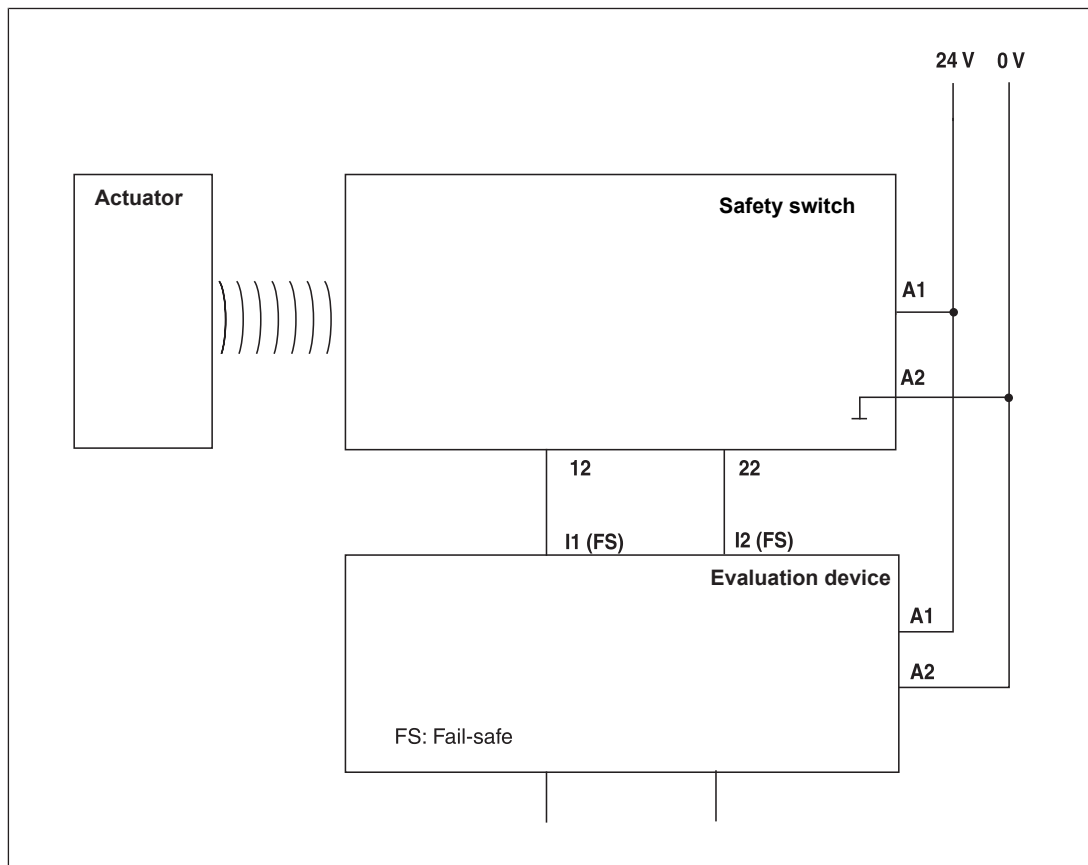 24 V 0 V
Actuator
Safety switch
A1
A2
12 22
I1 (FS) I2 (FS)
Evaluation device
A1
A2
FS: Fail-safe